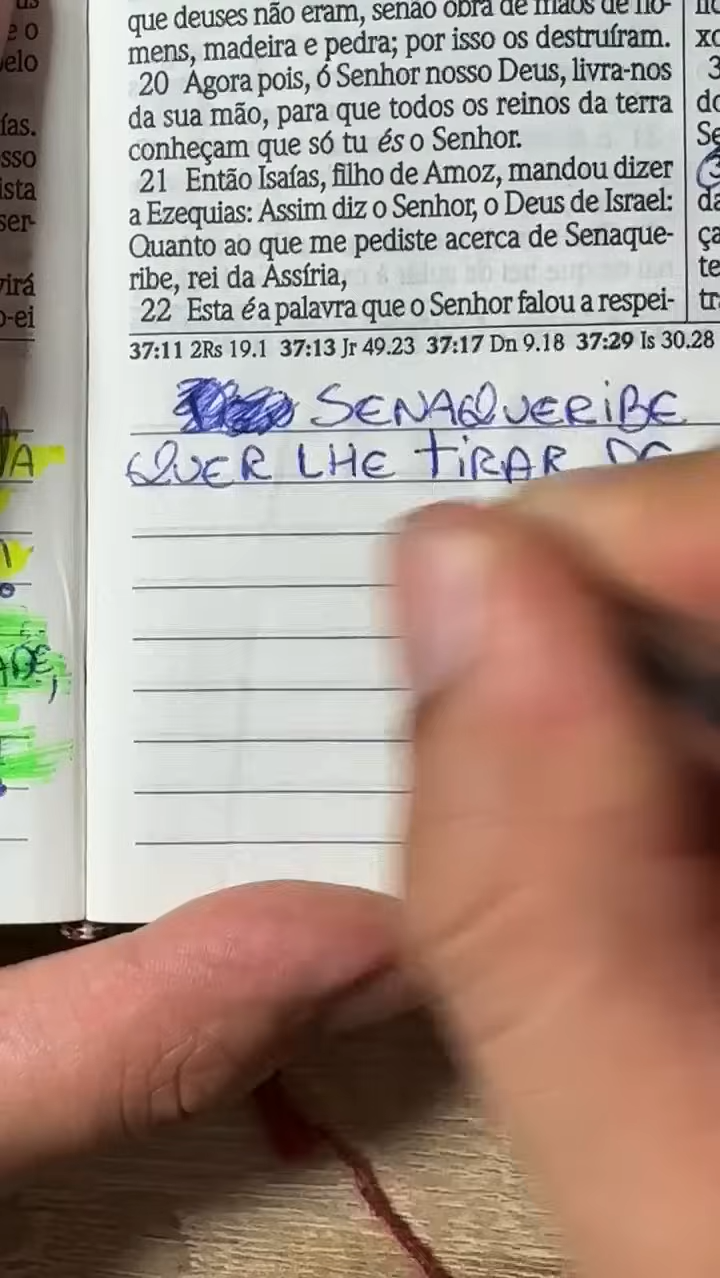 que deuses não eram, senão obra de mãos de ho-
mens, madeira e pedra; por isso os destruíram.
20 Agora pois, ó Senhor nosso Deus, livra-nos
da sua mão, para que todos os reinos da terra
conheçam que só tu és o Senhor.
21 Então Isaías, filho de Amoz, mandou dizer
a Ezequias: Assim diz o Senhor, o Deus de Israel:
Quanto ao que me pediste acerca de Senaque-
ribe, rei da Assíria,
22 Esta é a palavra que o Senhor falou a respei-
37:11 2Rs 19.1 37:13 Jr 49.23 37:17 Dn 9.18 37:29 Is 30.28
SENAQUERIBE
QUER LHE TIRAR